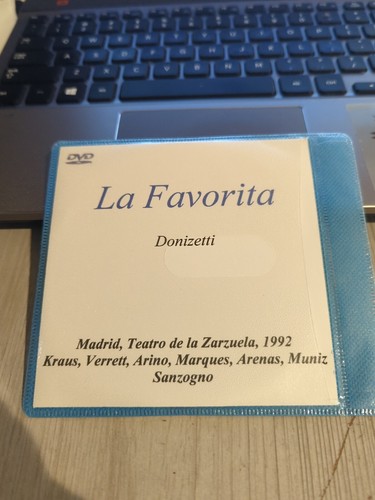 DVD
La Favorita
Donizetti
Madrid, Teatro de la Zarzuela, 1992
Kraus, Verrett, Arino, Marques, Arenas, Muniz
Sanzogno